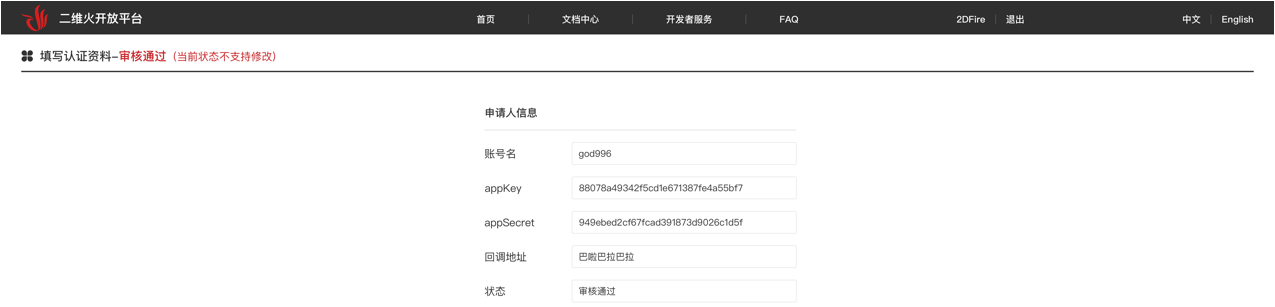 二维火开放平台 首页 文档中心 开发者服务 FAQ 2DFire 退出 中文 English
填写认证资料-审核通过（当前状态不支持修改）
申请人信息
账号名 god996
appKey 88078a49342f5cd1e671387fe4a55bf7
appSecret 949ebed2cf67fcad391873d9026c1d5f
回调地址 巴啦巴拉巴拉
状态 审核通过